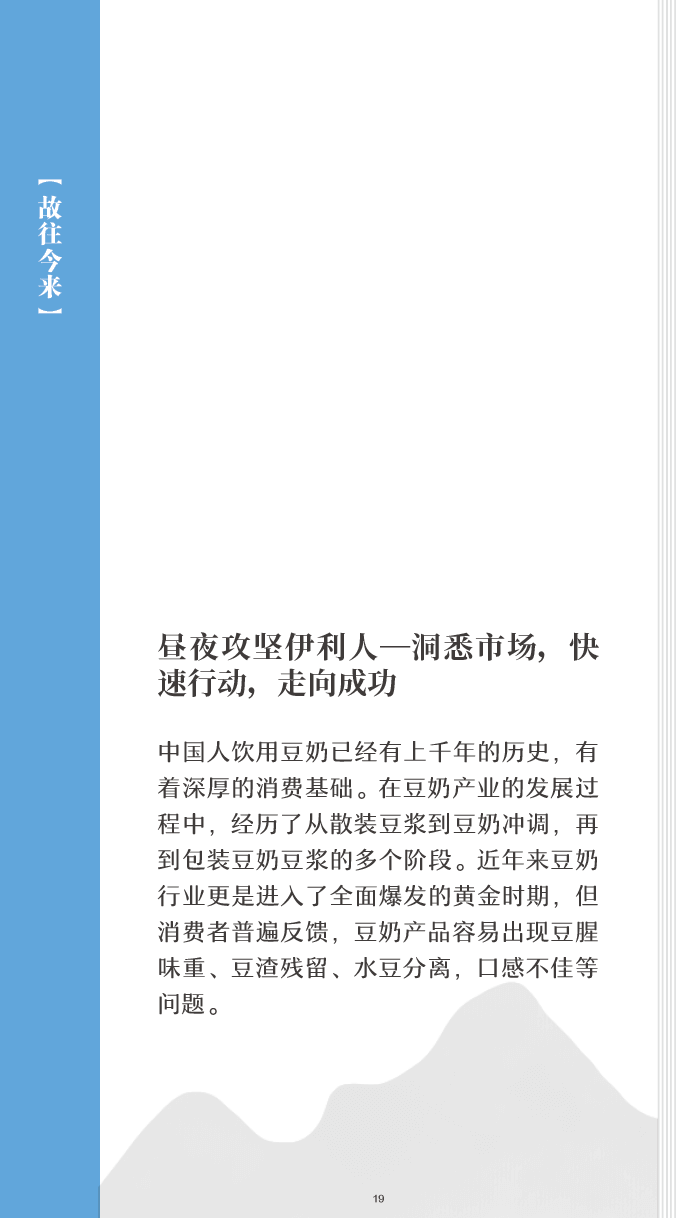 【故往今来】
昼夜攻坚伊利人—洞悉市场，快
速行动，走向成功
中国人饮用豆奶已经有上千年的历史，有
着深厚的消费基础。在豆奶产业的发展过
程中，经历了从散装豆浆到豆奶冲调，再
到包装豆奶豆浆的多个阶段。近年来豆奶
行业更是进入了全面爆发的黄金时期，但
消费者普遍反馈，豆奶产品容易出现豆腥
味重、豆渣残留、水豆分离，口感不佳等
问题。
19